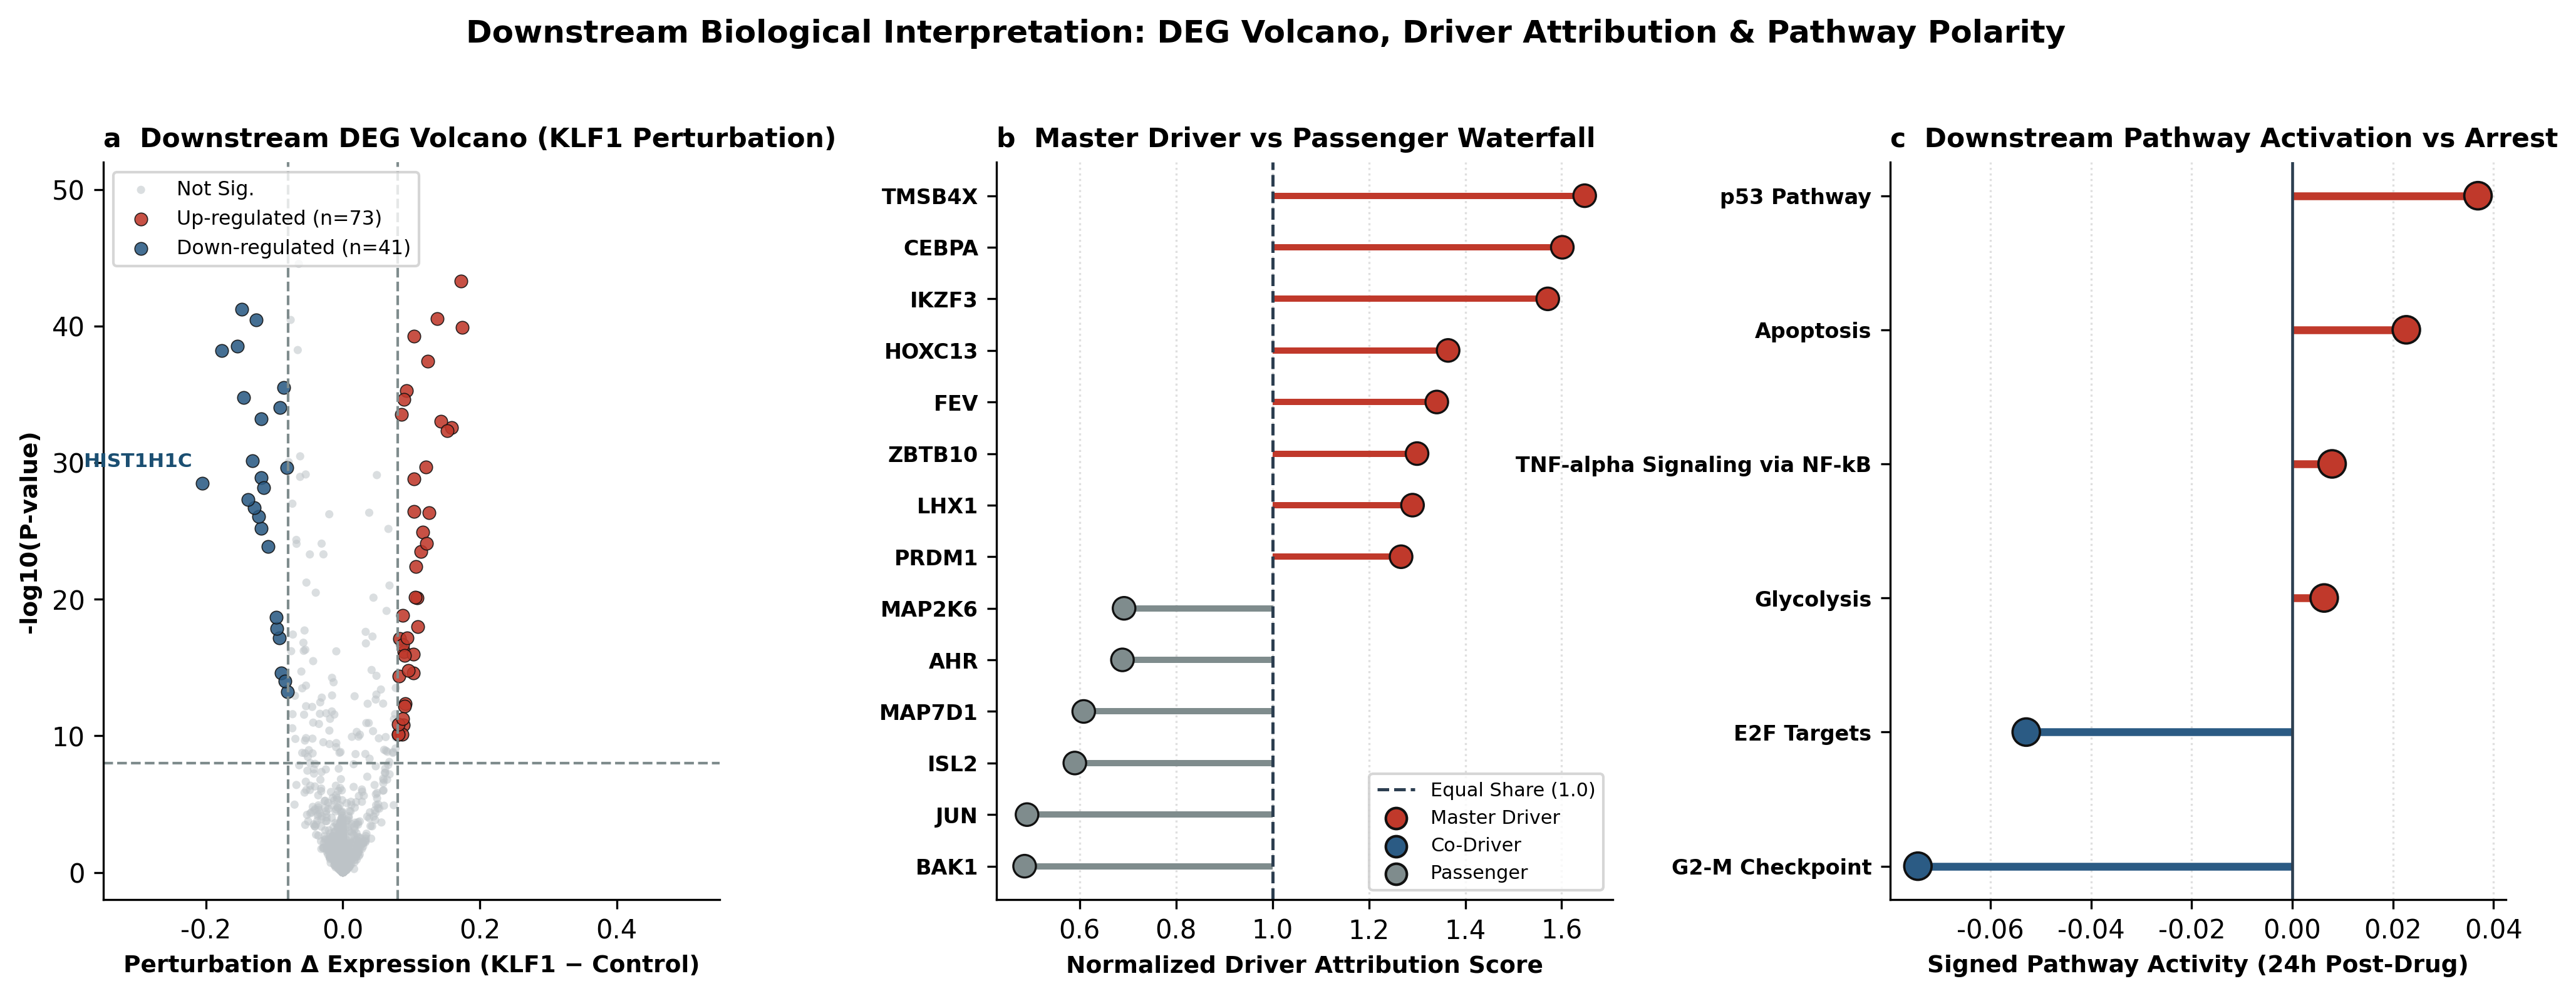 Downstream Biological Interpretation: DEG Volcano, Driver Attribution & Pathway Polarity
a Downstream DEG Volcano (KLF1 Perturbation)
Not Sig.
Up-regulated (n=73)
Down-regulated (n=41)
-log10(P-value)
50
40
30
20
10
0
HIST1H1C
-0.2
0.0
0.2
0.4
Perturbation Δ Expression (KLF1 − Control)
b Master Driver vs Passenger Waterfall
TMSB4X
CEBPA
IKZF3
HOXC13
FEV
ZBTB10
LHX1
PRDM1
MAP2K6
AHR
MAP7D1
ISL2
JUN
BAK1
Equal Share (1.0)
Master Driver
Co-Driver
Passenger
0.6
0.8
1.0
1.2
1.4
1.6
Normalized Driver Attribution Score
c Downstream Pathway Activation vs Arrest
p53 Pathway
Apoptosis
TNF-alpha Signaling via NF-kB
Glycolysis
E2F Targets
G2-M Checkpoint
-0.06
-0.04
-0.02
0.00
0.02
0.04
Signed Pathway Activity (24h Post-Drug)